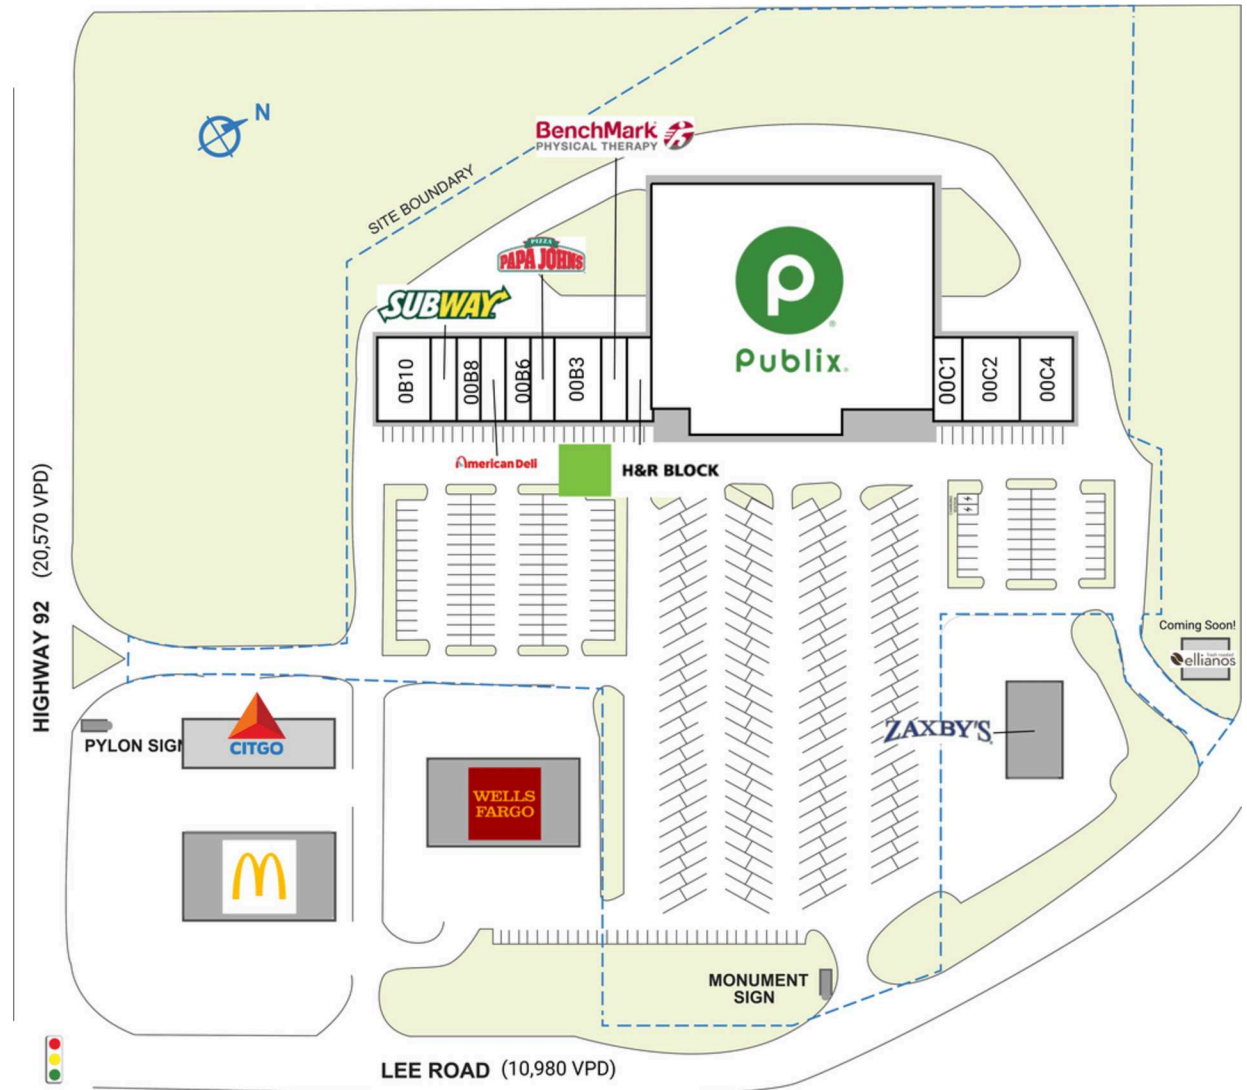 N
BenchMark
PHYSICAL THERAPY
SITE BOUNDARY
PIZZA
PAPA JOHNS
SUBWAY
Publix
0B10
00B8
00B6
00B3
00C1
00C2
00C4
American Deli
H&R BLOCK
HIGHWAY 92 (20,570 VPD)
Coming Soon!
ellianos
PYLON SIGN
CITGO
ZAXBY'S
WELLS
FARGO
MONUMENT
SIGN
LEE ROAD (10,980 VPD)